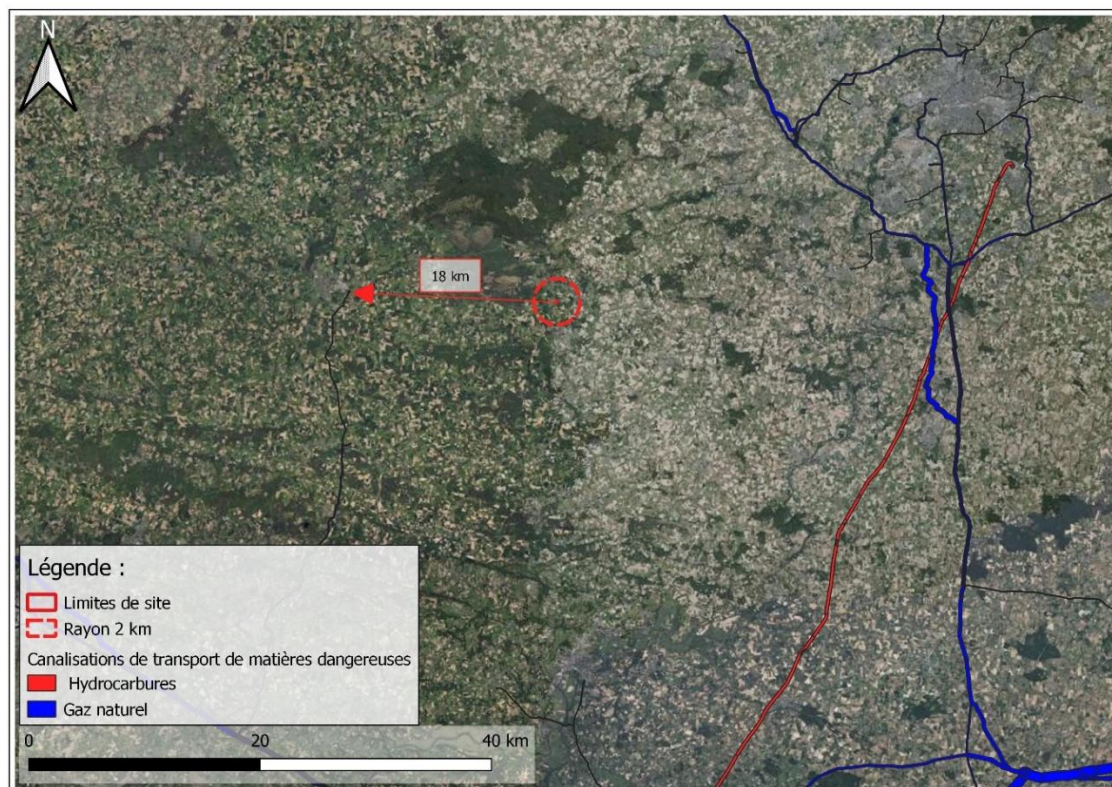 N
18 km
Légende :
Limites de site
Rayon 2 km
Canalisations de transport de matières dangereuses
Hydrocarbures
Gaz naturel
0 20 40 km